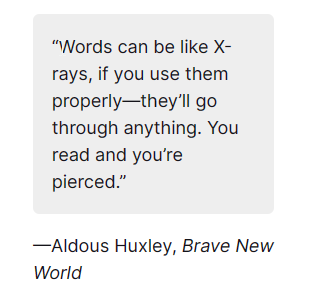 “Words can be like X-
rays, if you use them
properly—they’ll go
through anything. You
read and you’re
pierced.”
—Aldous Huxley, Brave New
World